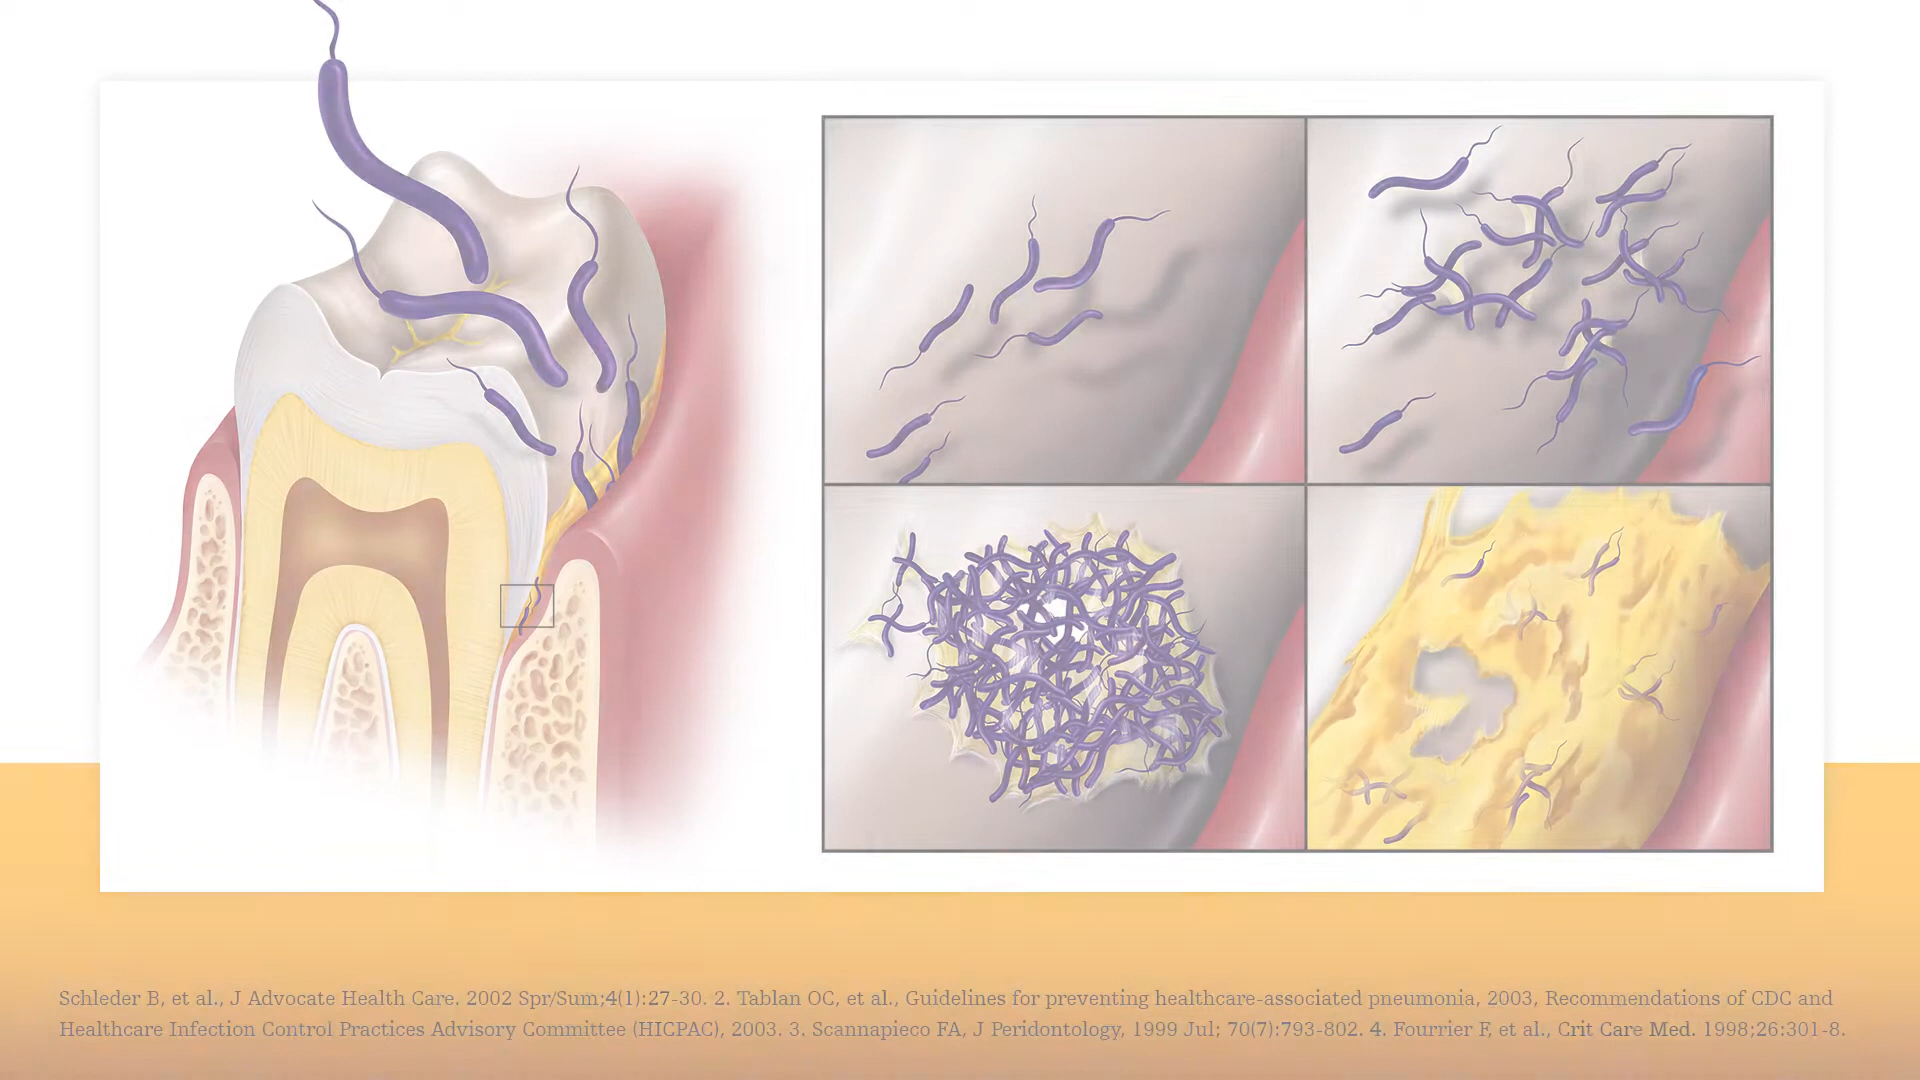 Schleder B, et al., J Advocate Health Care. 2002 Spr/Sum;4(1):27-30. 2. Tablan OC, et al., Guidelines for preventing healthcare-associated pneumonia, 2003, Recommendations of CDC and
Healthcare Infection Control Practices Advisory Committee (HICPAC), 2003. 3. Scannapieco FA, J Peridontology, 1999 Jul; 70(7):793-802. 4. Fourrier F, et al., Crit Care Med. 1998;26:301-8.